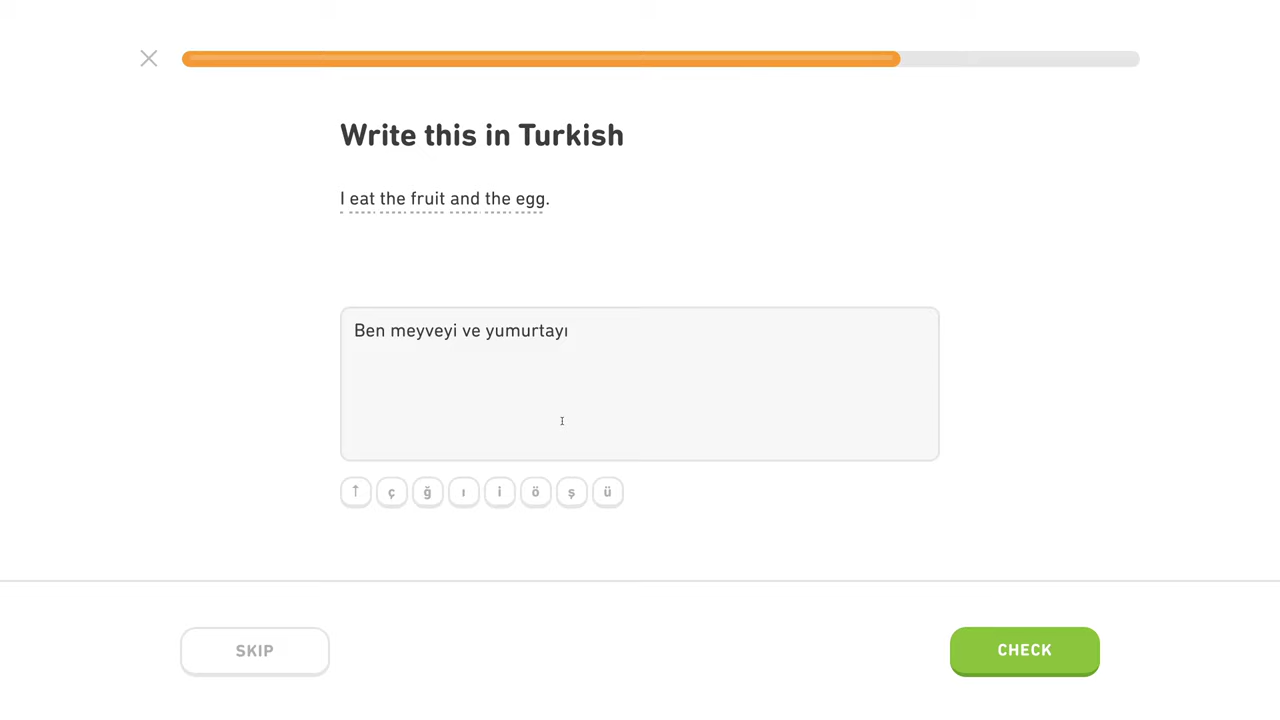 Write this in Turkish
I eat the fruit and the egg.
Ben meyveyi ve yumurtayı
↑ ç ğ ı i ö ş ü
SKIP
CHECK